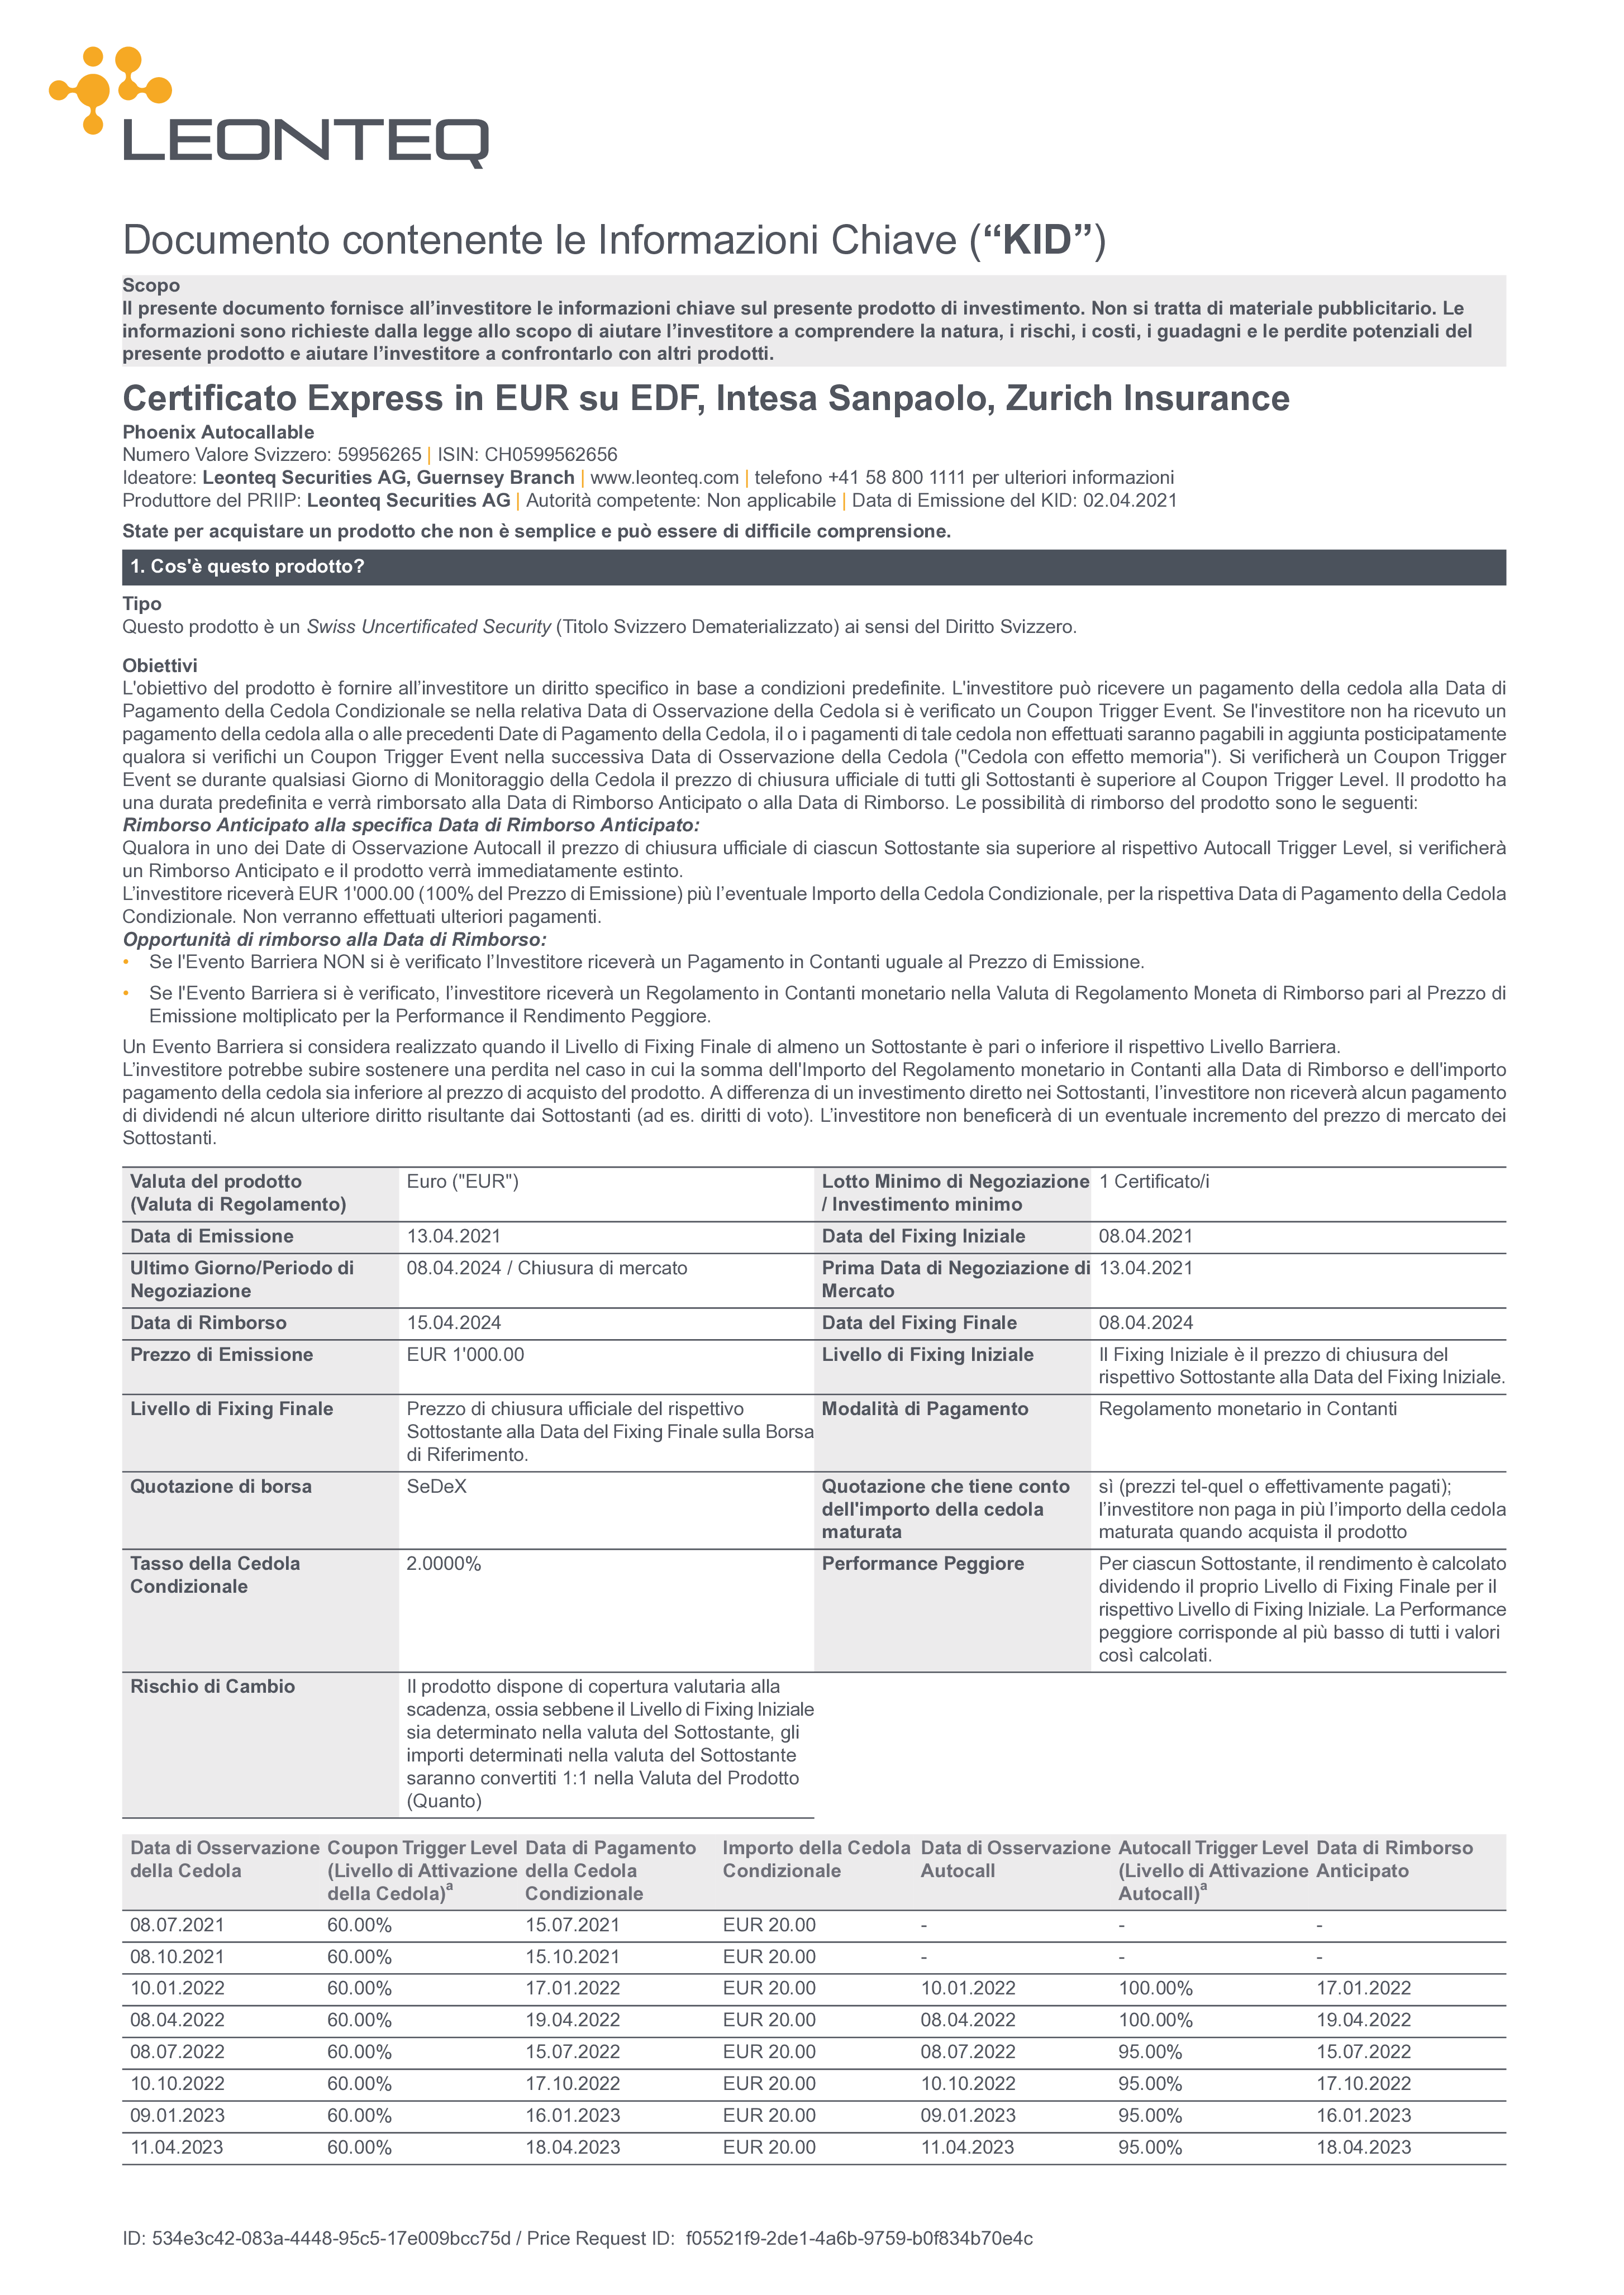 LEONTEQ
Documento contenente le Informazioni Chiave (“KID”)
Scopo
Il presente documento fornisce all’investitore le informazioni chiave sul presente prodotto di investimento. Non si tratta di materiale pubblicitario. Le
informazioni sono richieste dalla legge allo scopo di aiutare l’investitore a comprendere la natura, i rischi, i costi, i guadagni e le perdite potenziali del
presente prodotto e aiutare l’investitore a confrontarlo con altri prodotti.
Certificato Express in EUR su EDF, Intesa Sanpaolo, Zurich Insurance
Phoenix Autocallable
Numero Valore Svizzero: 59956265 | ISIN: CH0599562656
Ideatore: Leonteq Securities AG, Guernsey Branch | www.leonteq.com | telefono +41 58 800 1111 per ulteriori informazioni
Produttore del PRIIP: Leonteq Securities AG | Autorità competente: Non applicabile | Data di Emissione del KID: 02.04.2021
State per acquistare un prodotto che non è semplice e può essere di difficile comprensione.
1. Cos'è questo prodotto?
Tipo
Questo prodotto è un Swiss Uncertificated Security (Titolo Svizzero Dematerializzato) ai sensi del Diritto Svizzero.
Obiettivi
L'obiettivo del prodotto è fornire all’investitore un diritto specifico in base a condizioni predefinite. L'investitore può ricevere un pagamento della cedola alla Data di
Pagamento della Cedola Condizionale se nella relativa Data di Osservazione della Cedola si è verificato un Coupon Trigger Event. Se l'investitore non ha ricevuto un
pagamento della cedola alla o alle precedenti Date di Pagamento della Cedola, il o i pagamenti di tale cedola non effettuati saranno pagabili in aggiunta posticipatamente
qualora si verifichi un Coupon Trigger Event nella successiva Data di Osservazione della Cedola ("Cedola con effetto memoria"). Si verificherà un Coupon Trigger
Event se durante qualsiasi Giorno di Monitoraggio della Cedola il prezzo di chiusura ufficiale di tutti gli Sottostanti è superiore al Coupon Trigger Level. Il prodotto ha
una durata predefinita e verrà rimborsato alla Data di Rimborso Anticipato o alla Data di Rimborso. Le possibilità di rimborso del prodotto sono le seguenti:
Rimborso Anticipato alla specifica Data di Rimborso Anticipato:
Qualora in uno dei Date di Osservazione Autocall il prezzo di chiusura ufficiale di ciascun Sottostante sia superiore al rispettivo Autocall Trigger Level, si verificherà
un Rimborso Anticipato e il prodotto verrà immediatamente estinto.
L’investitore riceverà EUR 1'000.00 (100% del Prezzo di Emissione) più l’eventuale Importo della Cedola Condizionale, per la rispettiva Data di Pagamento della Cedola
Condizionale. Non verranno effettuati ulteriori pagamenti.
Opportunità di rimborso alla Data di Rimborso:
• Se l'Evento Barriera NON si è verificato l’Investitore riceverà un Pagamento in Contanti uguale al Prezzo di Emissione.
• Se l'Evento Barriera si è verificato, l’investitore riceverà un Regolamento in Contanti monetario nella Valuta di Regolamento Moneta di Rimborso pari al Prezzo di
Emissione moltiplicato per la Performance il Rendimento Peggiore.
Un Evento Barriera si considera realizzato quando il Livello di Fixing Finale di almeno un Sottostante è pari o inferiore il rispettivo Livello Barriera.
L’investitore potrebbe subire sostenere una perdita nel caso in cui la somma dell'Importo del Regolamento monetario in Contanti alla Data di Rimborso e dell'importo
pagamento della cedola sia inferiore al prezzo di acquisto del prodotto. A differenza di un investimento diretto nei Sottostanti, l’investitore non riceverà alcun pagamento
di dividendi né alcun ulteriore diritto risultante dai Sottostanti (ad es. diritti di voto). L’investitore non beneficerà di un eventuale incremento del prezzo di mercato dei
Sottostanti.
Valuta del prodotto Euro ("EUR") Lotto Minimo di Negoziazione 1 Certificato/i
(Valuta di Regolamento) / Investimento minimo
Data di Emissione 13.04.2021 Data del Fixing Iniziale 08.04.2021
Ultimo Giorno/Periodo di 08.04.2024 / Chiusura di mercato Prima Data di Negoziazione di 13.04.2021
Negoziazione Mercato
Data di Rimborso 15.04.2024 Data del Fixing Finale 08.04.2024
Prezzo di Emissione EUR 1'000.00 Livello di Fixing Iniziale Il Fixing Iniziale è il prezzo di chiusura del
rispettivo Sottostante alla Data del Fixing Iniziale.
Livello di Fixing Finale Prezzo di chiusura ufficiale del rispettivo Modalità di Pagamento Regolamento monetario in Contanti
Sottostante alla Data del Fixing Finale sulla Borsa
di Riferimento.
Quotazione di borsa SeDeX Quotazione che tiene conto sì (prezzi tel-quel o effettivamente pagati);
dell'importo della cedola l’investitore non paga in più l’importo della cedola
maturata maturata quando acquista il prodotto
Tasso della Cedola 2.0000% Performance Peggiore Per ciascun Sottostante, il rendimento è calcolato
Condizionale dividendo il proprio Livello di Fixing Finale per il
rispettivo Livello di Fixing Iniziale. La Performance
peggiore corrisponde al più basso di tutti i valori
così calcolati.
Rischio di Cambio Il prodotto dispone di copertura valutaria alla
scadenza, ossia sebbene il Livello di Fixing Iniziale
sia determinato nella valuta del Sottostante, gli
importi determinati nella valuta del Sottostante
saranno convertiti 1:1 nella Valuta del Prodotto
(Quanto)
Data di Osservazione Coupon Trigger Level Data di Pagamento Importo della Cedola Data di Osservazione Autocall Trigger Level Data di Rimborso
della Cedola (Livello di Attivazione della Cedola Condizionale Autocall (Livello di Attivazione Anticipato
della Cedola)a Condizionale Autocall)a
08.07.2021 60.00% 15.07.2021 EUR 20.00 - - -
08.10.2021 60.00% 15.10.2021 EUR 20.00 - - -
10.01.2022 60.00% 17.01.2022 EUR 20.00 10.01.2022 100.00% 17.01.2022
08.04.2022 60.00% 19.04.2022 EUR 20.00 08.04.2022 100.00% 19.04.2022
08.07.2022 60.00% 15.07.2022 EUR 20.00 08.07.2022 95.00% 15.07.2022
10.10.2022 60.00% 17.10.2022 EUR 20.00 10.10.2022 95.00% 17.10.2022
09.01.2023 60.00% 16.01.2023 EUR 20.00 09.01.2023 95.00% 16.01.2023
11.04.2023 60.00% 18.04.2023 EUR 20.00 11.04.2023 95.00% 18.04.2023
ID: 534e3c42-083a-4448-95c5-17e009bcc75d / Price Request ID: f05521f9-2de1-4a6b-9759-b0f834b70e4c